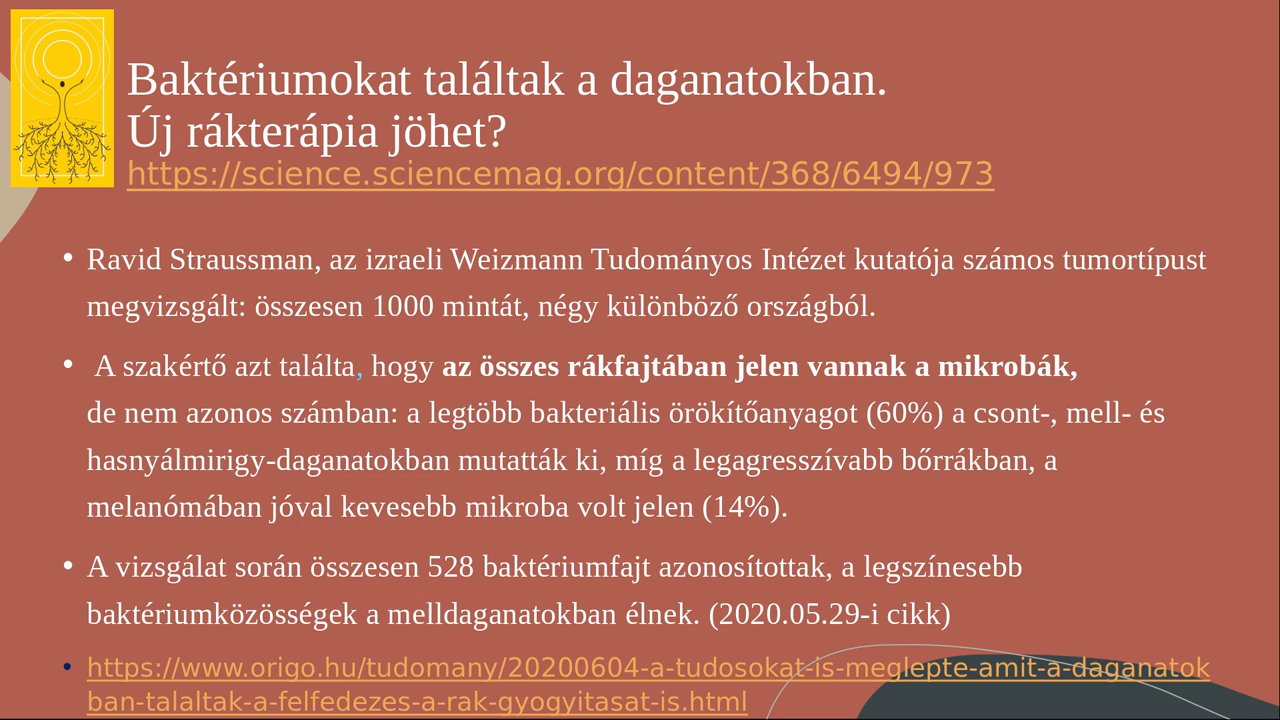 Baktériumokat találtak a daganatokban.
Új rákterápia jöhet?
https://science.sciencemag.org/content/368/6494/973
• Ravid Straussman, az izraeli Weizmann Tudományos Intézet kutatója számos tumortípust
megvizsgált: összesen 1000 mintát, négy különböző országból.
• A szakértő azt találta, hogy az összes rákfajtában jelen vannak a mikrobák,
de nem azonos számban: a legtöbb bakteriális örökítőanyagot (60%) a csont-, mell- és
hasnyálmirigy-daganatokban mutatták ki, míg a legagresszívabb bőrrákban, a
melanómában jóval kevesebb mikroba volt jelen (14%).
• A vizsgálat során összesen 528 baktériumfajt azonosítottak, a legszínesebb
baktériumközösségek a melldaganatokban élnek. (2020.05.29-i cikk)
• https://www.origo.hu/tudomany/20200604-a-tudosokat-is-meglepte-amit-a-daganatok
ban-talaltak-a-felfedezes-a-rak-gyogyitasat-is.html